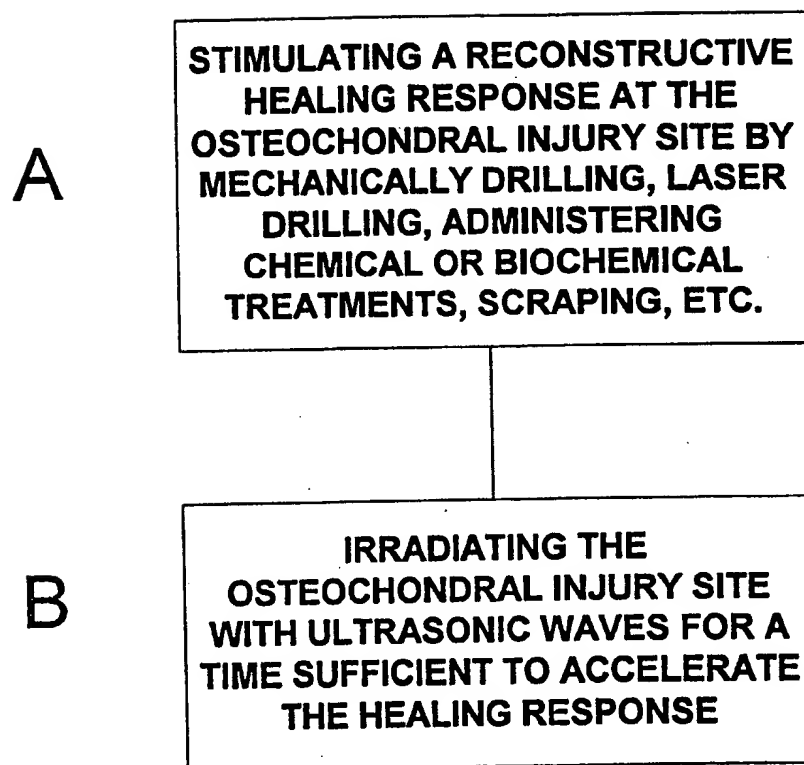 A
STIMULATING A RECONSTRUCTIVE
HEALING RESPONSE AT THE
OSTEOCHONDRAL INJURY SITE BY
MECHANICALLY DRILLING, LASER
DRILLING, ADMINISTERING
CHEMICAL OR BIOCHEMICAL
TREATMENTS, SCRAPING, ETC.
B
IRRADIATING THE
OSTEOCHONDRAL INJURY SITE
WITH ULTRASONIC WAVES FOR A
TIME SUFFICIENT TO ACCELERATE
THE HEALING RESPONSE